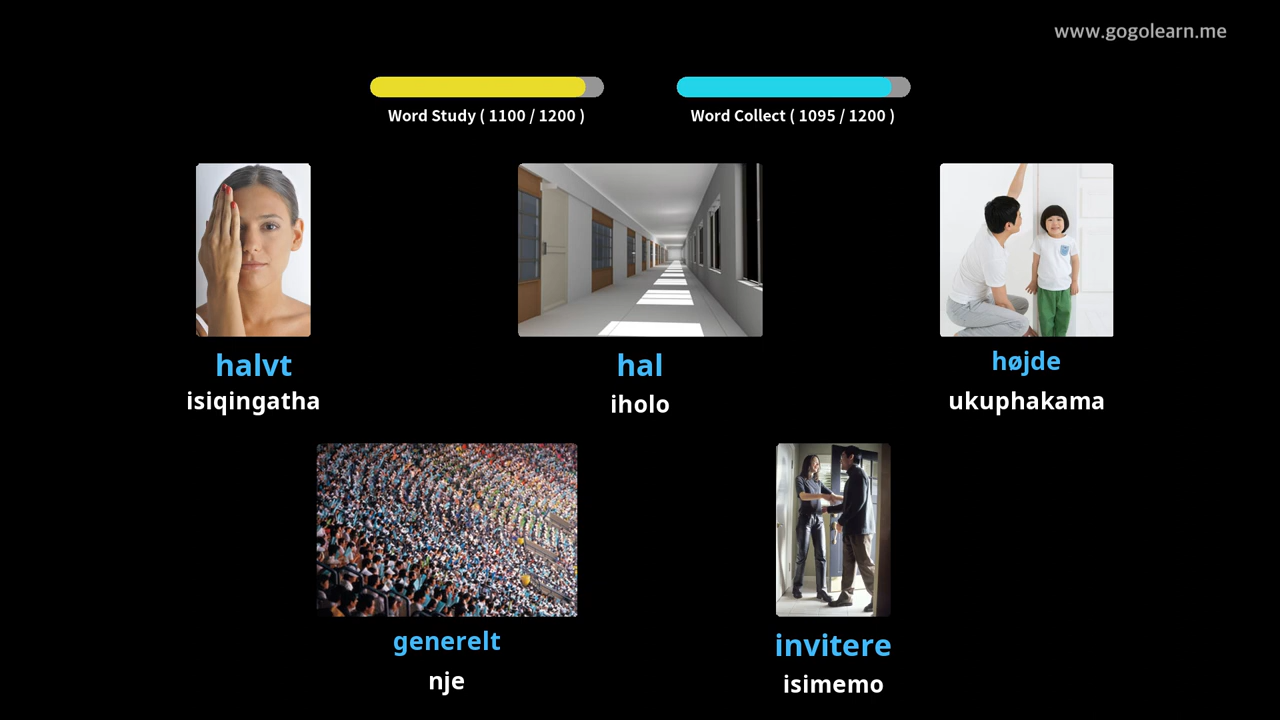 www.gogolearn.me
Word Study ( 1100 / 1200 )
Word Collect ( 1095 / 1200 )
halvt
isiqingatha
hal
iholo
højde
ukuphakama
generelt
nje
invitere
isimemo